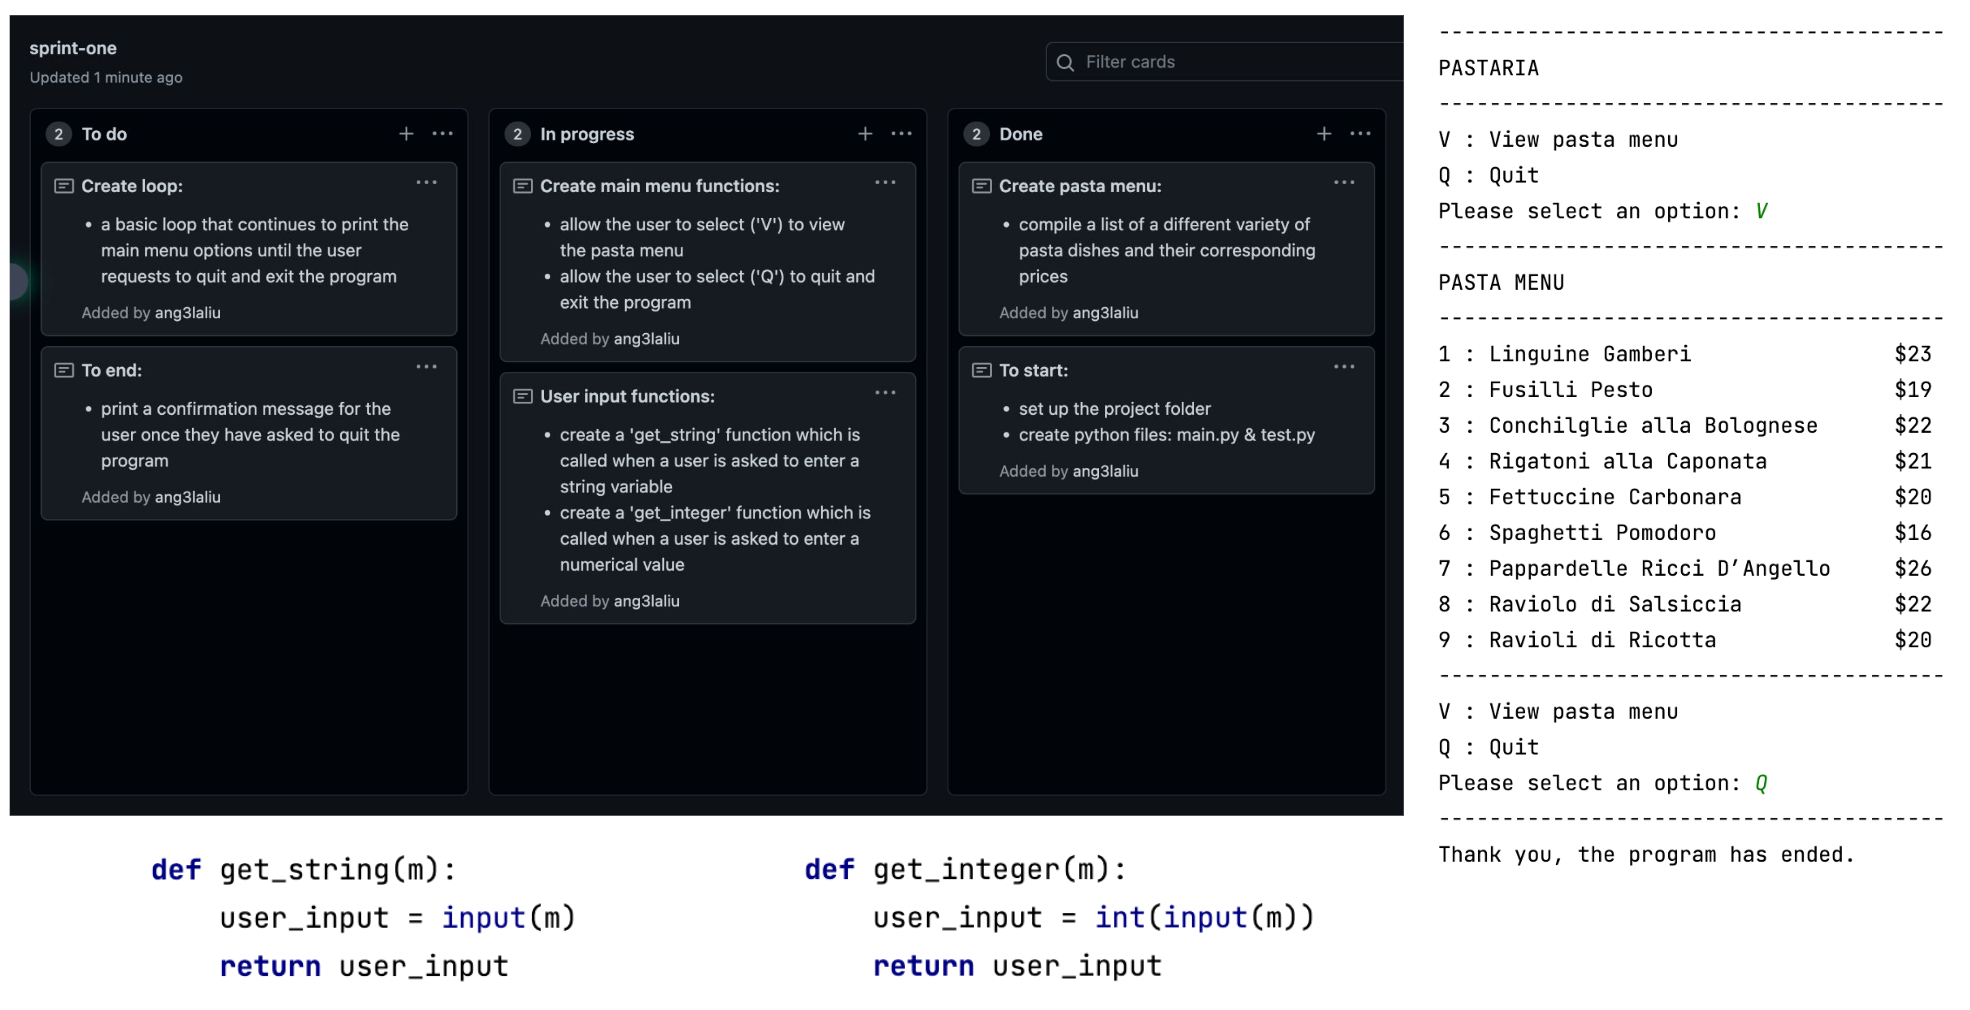 sprint-one
Updated 1 minute ago
Filter cards
2 To do
Create loop:
• a basic loop that continues to print the
main menu options until the user
requests to quit and exit the program
Added by ang3laliu
To end:
• print a confirmation message for the
user once they have asked to quit the
program
Added by ang3laliu
2 In progress
Create main menu functions:
• allow the user to select ('V') to view
the pasta menu
• allow the user to select ('Q') to quit and
exit the program
Added by ang3laliu
User input functions:
• create a 'get_string' function which is
called when a user is asked to enter a
string variable
• create a 'get_integer' function which is
called when a user is asked to enter a
numerical value
Added by ang3laliu
2 Done
Create pasta menu:
• compile a list of a different variety of
pasta dishes and their corresponding
prices
Added by ang3laliu
To start:
• set up the project folder
• create python files: main.py & test.py
Added by ang3laliu
----------------------------------------
PASTARIA
----------------------------------------
V : View pasta menu
Q : Quit
Please select an option: V
----------------------------------------
PASTA MENU
----------------------------------------
1 : Linguine Gamberi $23
2 : Fusilli Pesto $19
3 : Conchilglie alla Bolognese $22
4 : Rigatoni alla Caponata $21
5 : Fettuccine Carbonara $20
6 : Spaghetti Pomodoro $16
7 : Pappardelle Ricci D’Angello $26
8 : Raviolo di Salsiccia $22
9 : Ravioli di Ricotta $20
----------------------------------------
V : View pasta menu
Q : Quit
Please select an option: Q
----------------------------------------
Thank you, the program has ended.
def get_string(m):
user_input = input(m)
return user_input
def get_integer(m):
user_input = int(input(m))
return user_input